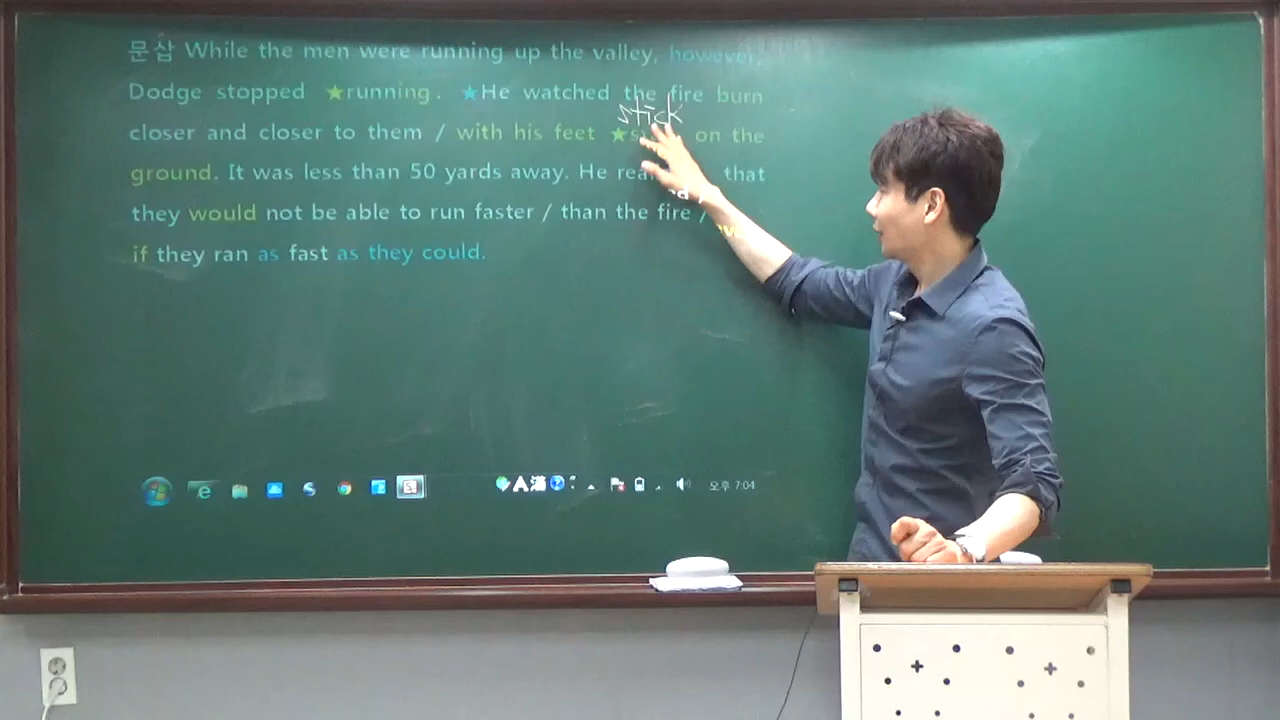 문삽 While the men were running up the valley, however,
Dodge stopped ★running. ★He watched the fire burn
stick
closer and closer to them / with his feet ★ on the
ground. It was less than 50 yards away. He that
they would not be able to run faster / than the fire /
if they ran as fast as they could.
A 漢
오후 7:04